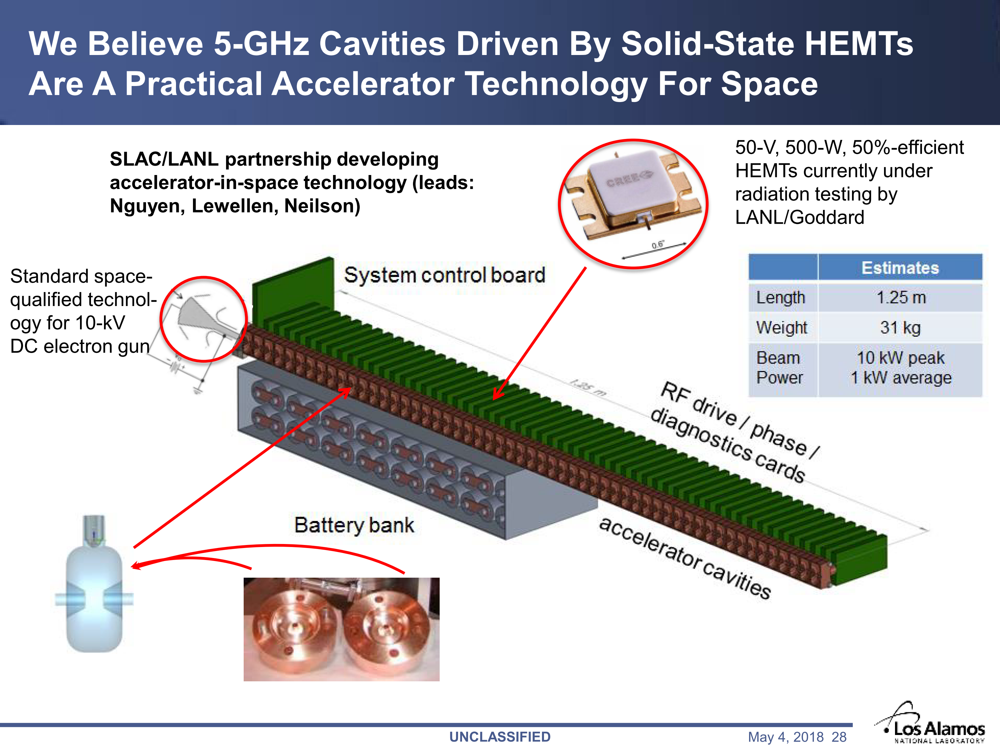 We Believe 5-GHz Cavities Driven By Solid-State HEMTs
Are A Practical Accelerator Technology For Space
SLAC/LANL partnership developing
accelerator-in-space technology (leads:
Nguyen, Lewellen, Neilson)
CREE
0.6"
50-V, 500-W, 50%-efficient
HEMTs currently under
radiation testing by
LANL/Goddard
Standard space-
qualified technol-
ogy for 10-kV
DC electron gun
System control board
Estimates
Length 1.25 m
Weight 31 kg
Beam Power 10 kW peak
1 kW average
1.25 m
RF drive / phase /
diagnostics cards
Battery bank
accelerator cavities
UNCLASSIFIED
May 4, 2018 28
Los Alamos
NATIONAL LABORATORY